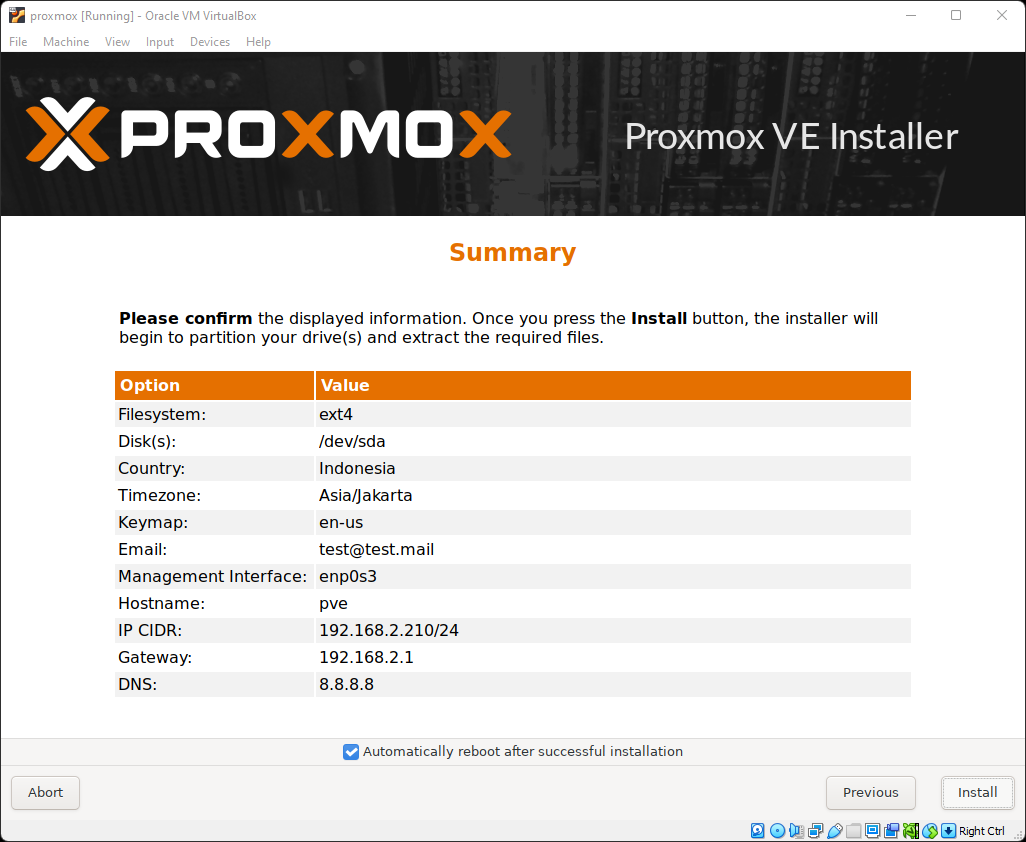 proxmox [Running] - Oracle VM VirtualBox
File Machine View Input Devices Help
PROXMOX Proxmox VE Installer
Summary
Please confirm the displayed information. Once you press the Install button, the installer will
begin to partition your drive(s) and extract the required files.
Option Value
Filesystem: ext4
Disk(s): /dev/sda
Country: Indonesia
Timezone: Asia/Jakarta
Keymap: en-us
Email: test@test.mail
Management Interface: enp0s3
Hostname: pve
IP CIDR: 192.168.2.210/24
Gateway: 192.168.2.1
DNS: 8.8.8.8
Automatically reboot after successful installation
Abort Previous Install
Right Ctrl